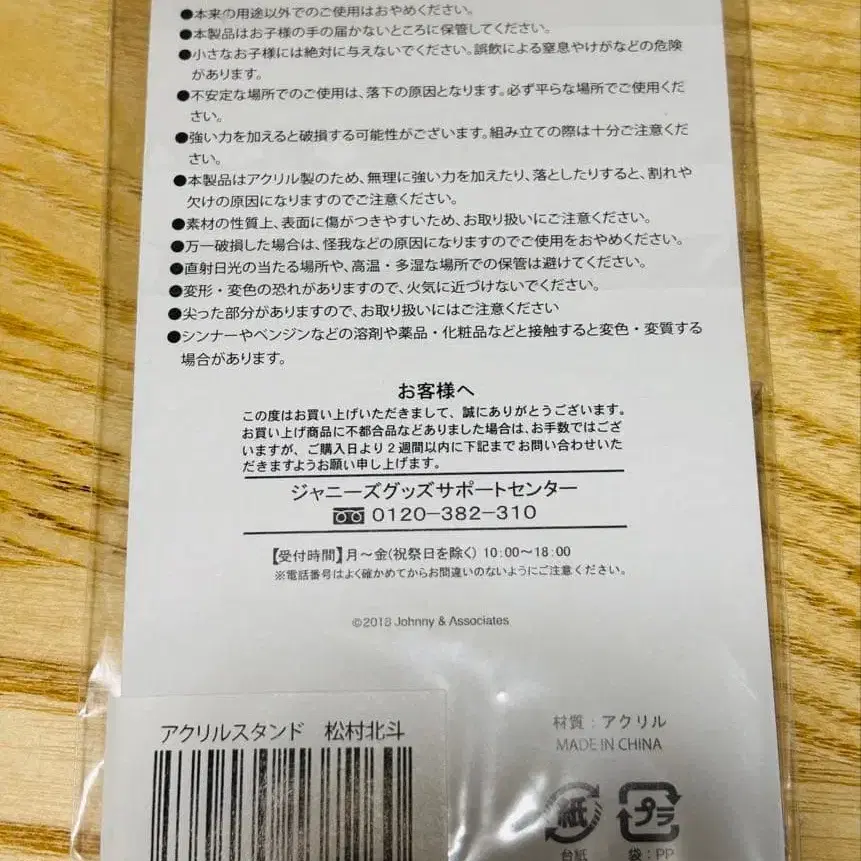 ●本来の用途以外でのご使用はおやめください。
●本製品はお子様の手の届かないところに保管してください。
●小さなお子様には絶対に与えないでください。誤飲による窒息やけがなどの危険
があります。
●不安定な場所でのご使用は、落下の原因となります。必ず平らな場所でご使用くだ
さい。
●強い力を加えると破損する可能性がございます。組み立ての際は十分ご注意くだ
さい。
●本製品はアクリル製のため、無理に強い力を加えたり、落としたりすると、割れや
欠けの原因になりますのでご注意ください。
●素材の性質上、表面に傷がつきやすいため、お取り扱いにご注意ください。
●万一破損した場合は、怪我などの原因になりますのでご使用をおやめください。
●直射日光の当たる場所や、高温・多湿な場所での保管は避けてください。
●変形・変色の恐れがありますので、火気に近づけないでください。
●尖った部分がありますので、お取り扱いにはご注意ください
●シンナーやベンジンなどの溶剤や薬品・化粧品などと接触すると変色・変質する
場合があります。
お客様へ
この度はお買い上げいただきまして、誠にありがとうございます。
お買い上げ商品に不都合品などありました場合は、お手数ではござ
いますが、ご購入日より2週間以内に下記までお問い合わせいた
だきますようお願い申し上げます。
ジャニーズグッズサポートセンター
0120-382-310
【受付時間】月～金(祝祭日を除く) 10:00～18:00
※電話番号はよく確かめてからお間違いのないようにご注意ください。
©2018 Johnny & Associates
アクリルスタンド 松村北斗
材質：アクリル
MADE IN CHINA
紙 プラ
台紙 袋：PP